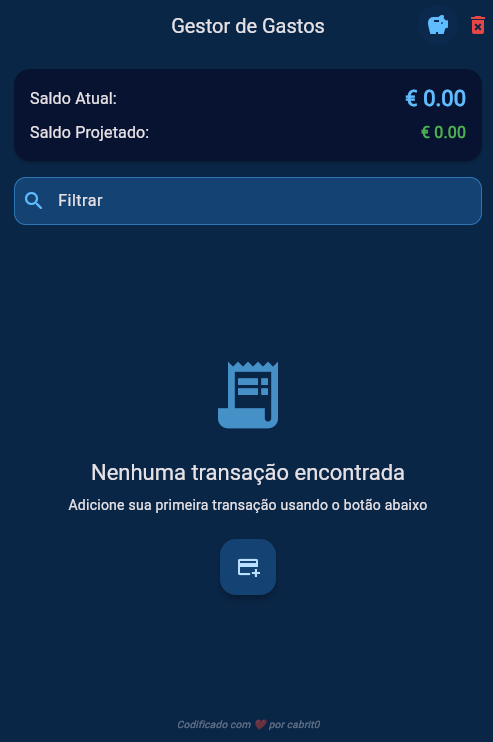 Gestor de Gastos
Saldo Atual: € 0.00
Saldo Projetado: € 0.00
Filtrar
Nenhuma transação encontrada
Adicione sua primeira transação usando o botão abaixo
Codificado com ❤️ por cabrit0